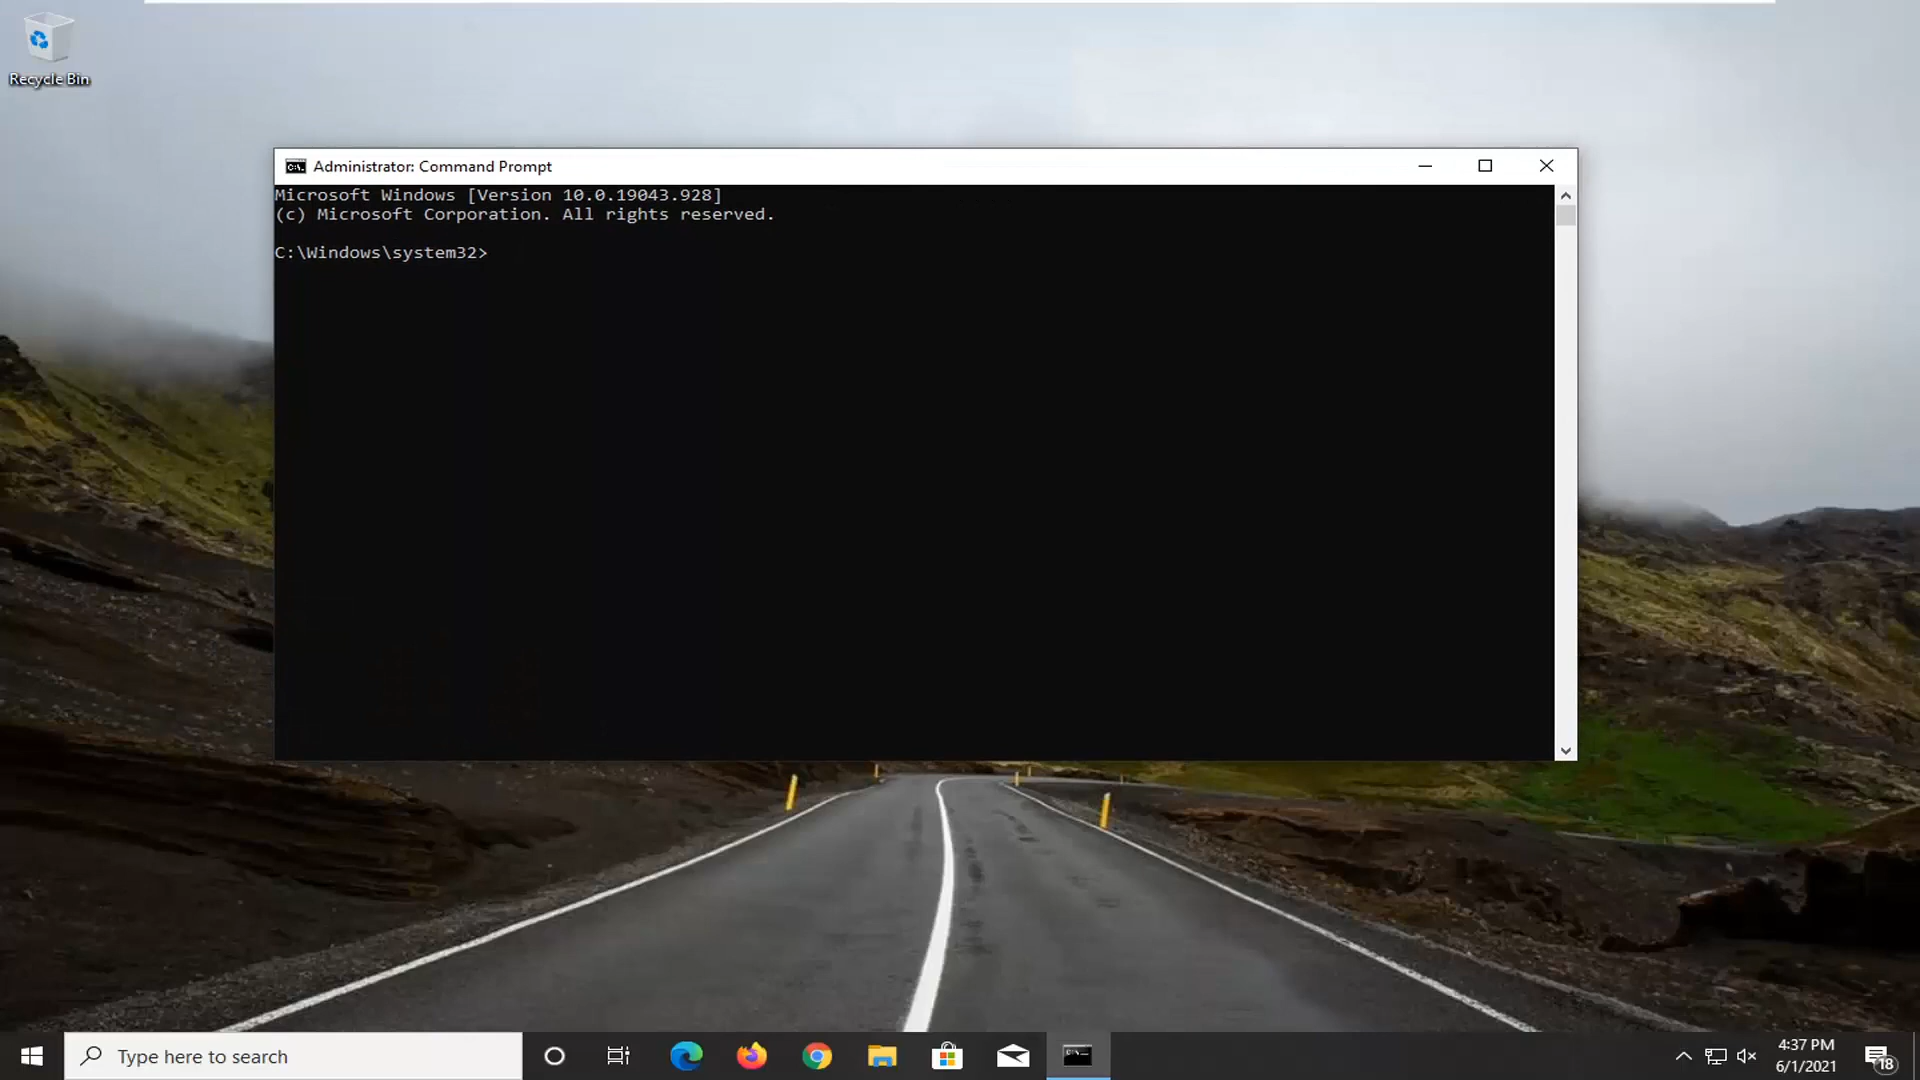 Recycle Bin
Administrator: Command Prompt
Microsoft Windows [Version 10.0.19043.928]
(c) Microsoft Corporation. All rights reserved.
C:\Windows\system32>
Type here to search
4:37 PM
6/1/2021
18